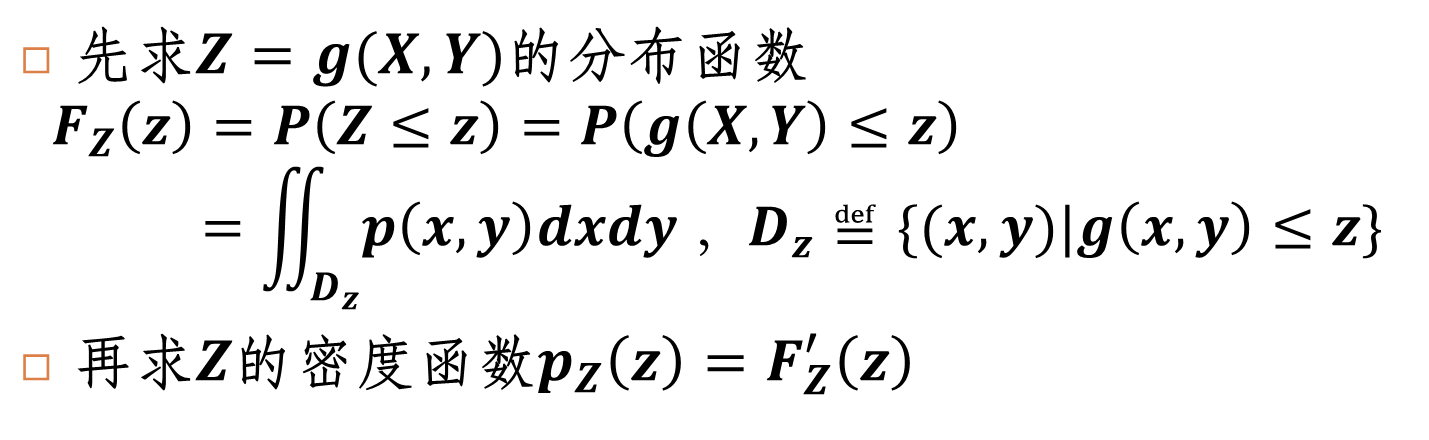 □ 先求Z = g(X, Y)的分布函数
F_Z(z) = P(Z ≤ z) = P(g(X, Y) ≤ z)
= ∬_{D_z} p(x, y)dxdy , D_z ≝ {(x, y)|g(x, y) ≤ z}
□ 再求Z的密度函数p_Z(z) = F′_Z(z)